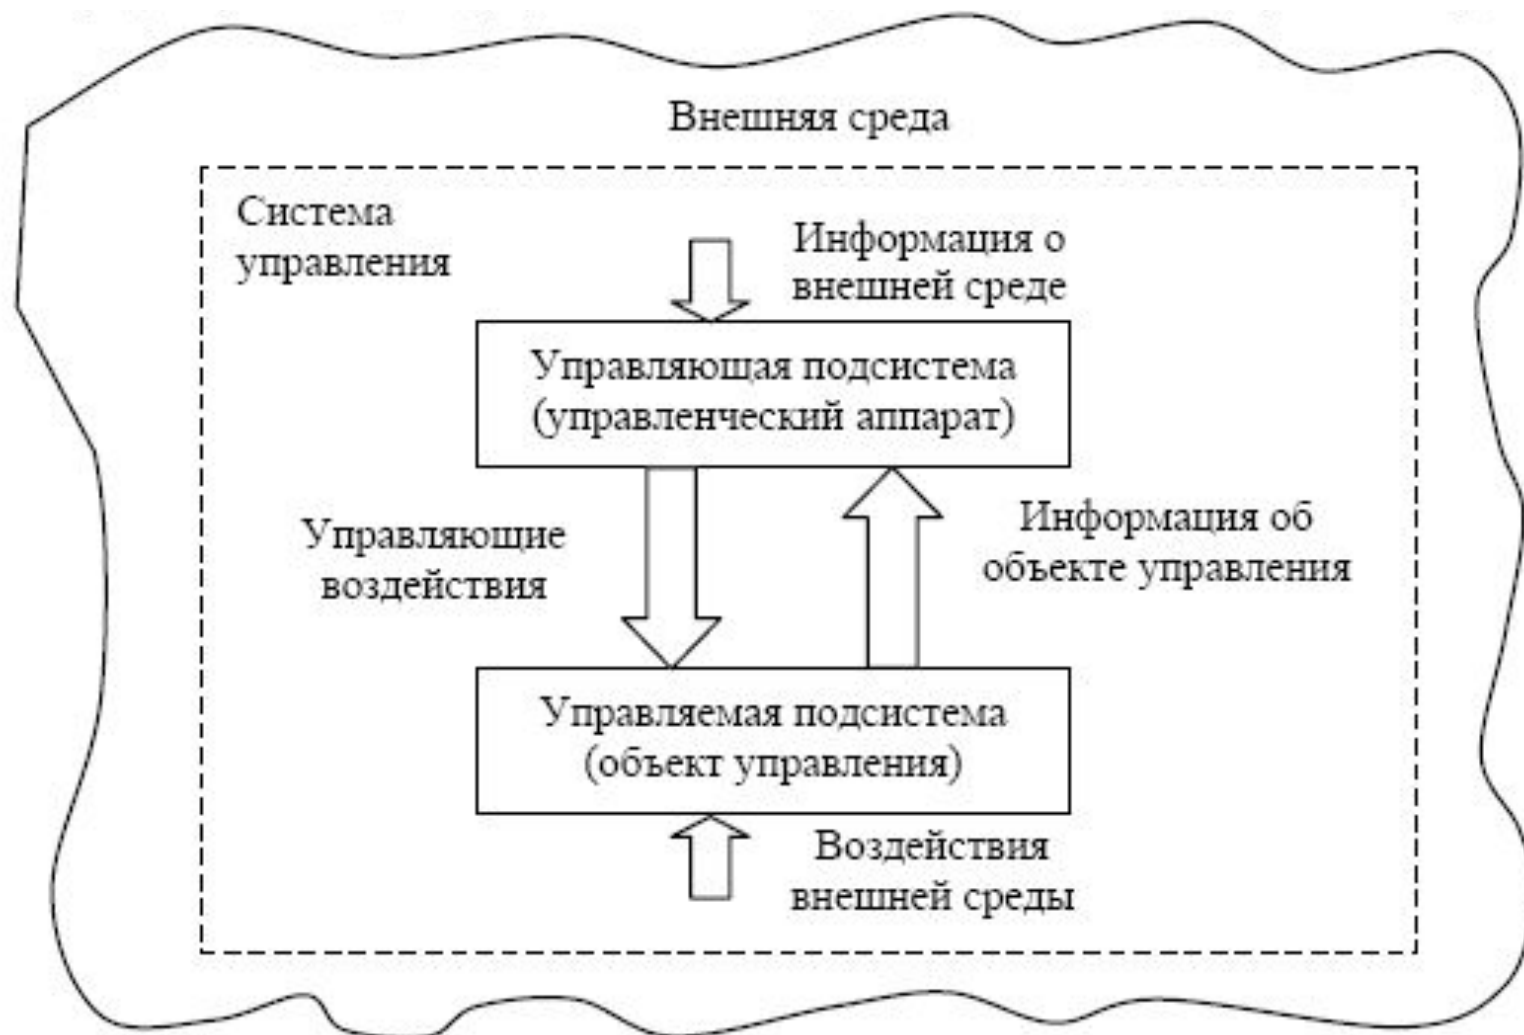 Внешняя среда
Система
управления
Информация о
внешней среде
Управляющая подсистема
(управленческий аппарат)
Управляющие
воздействия
Информация об
объекте управления
Управляемая подсистема
(объект управления)
Воздействия
внешней среды